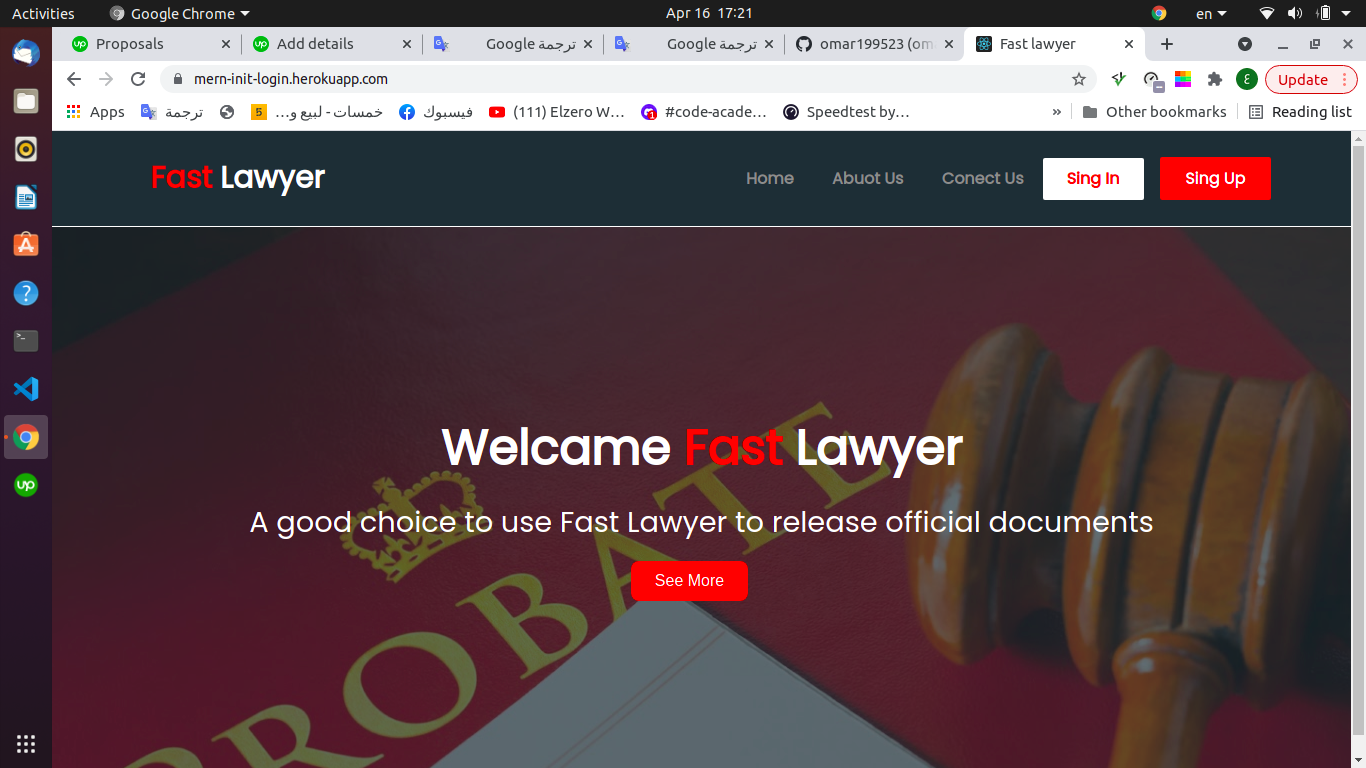 Activities Google Chrome Apr 16 17:21 en
Proposals Add details ترجمة Google ترجمة Google omar199523 (om Fast lawyer
mern-init-login.herokuapp.com ع Update
Apps ترجمة خمسات - لبيع و... فيسبوك (111) Elzero W... #code-acade... Speedtest by... » Other bookmarks Reading list
Fast Lawyer Home Abuot Us Conect Us Sing In SIng Up
Welcame Fast Lawyer
A good choice to use Fast Lawyer to release official documents
See More
PROBATE